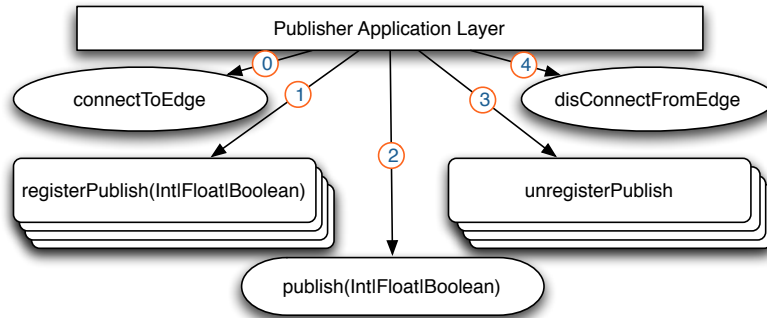 Publisher Application Layer
0
4
connectToEdge
1
3
disConnectFromEdge
2
registerPublish(Int|Float|Boolean)
unregisterPublish
publish(Int|Float|Boolean)